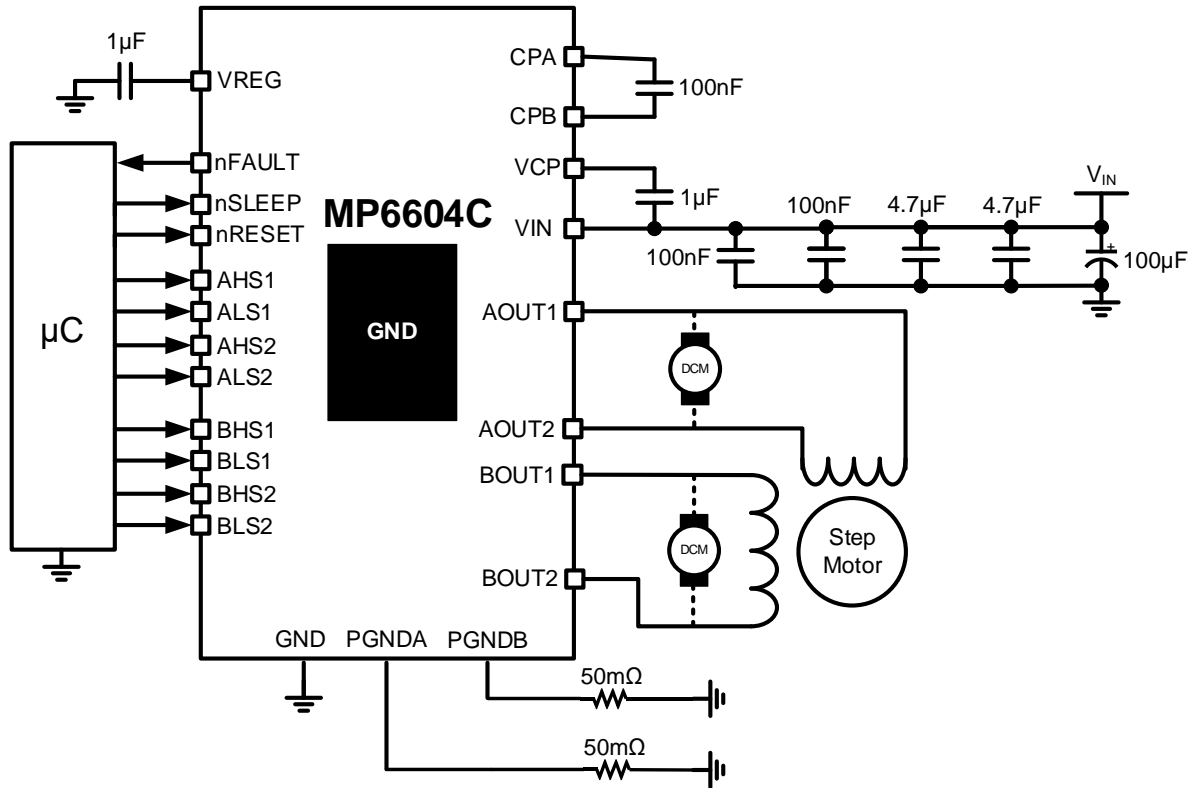 1µF
VREG
nFAULT
nSLEEP
nRESET
AHS1
ALS1
AHS2
ALS2
BHS1
BLS1
BHS2
BLS2
µC
MP6604C
GND
CPA
CPB
100nF
VCP
1µF
VIN
100nF
100nF
4.7µF
4.7µF
VIN
+
100µF
AOUT1
DCM
AOUT2
BOUT1
DCM
BOUT2
Step
Motor
GND
PGNDA
PGNDB
50mΩ
50mΩ